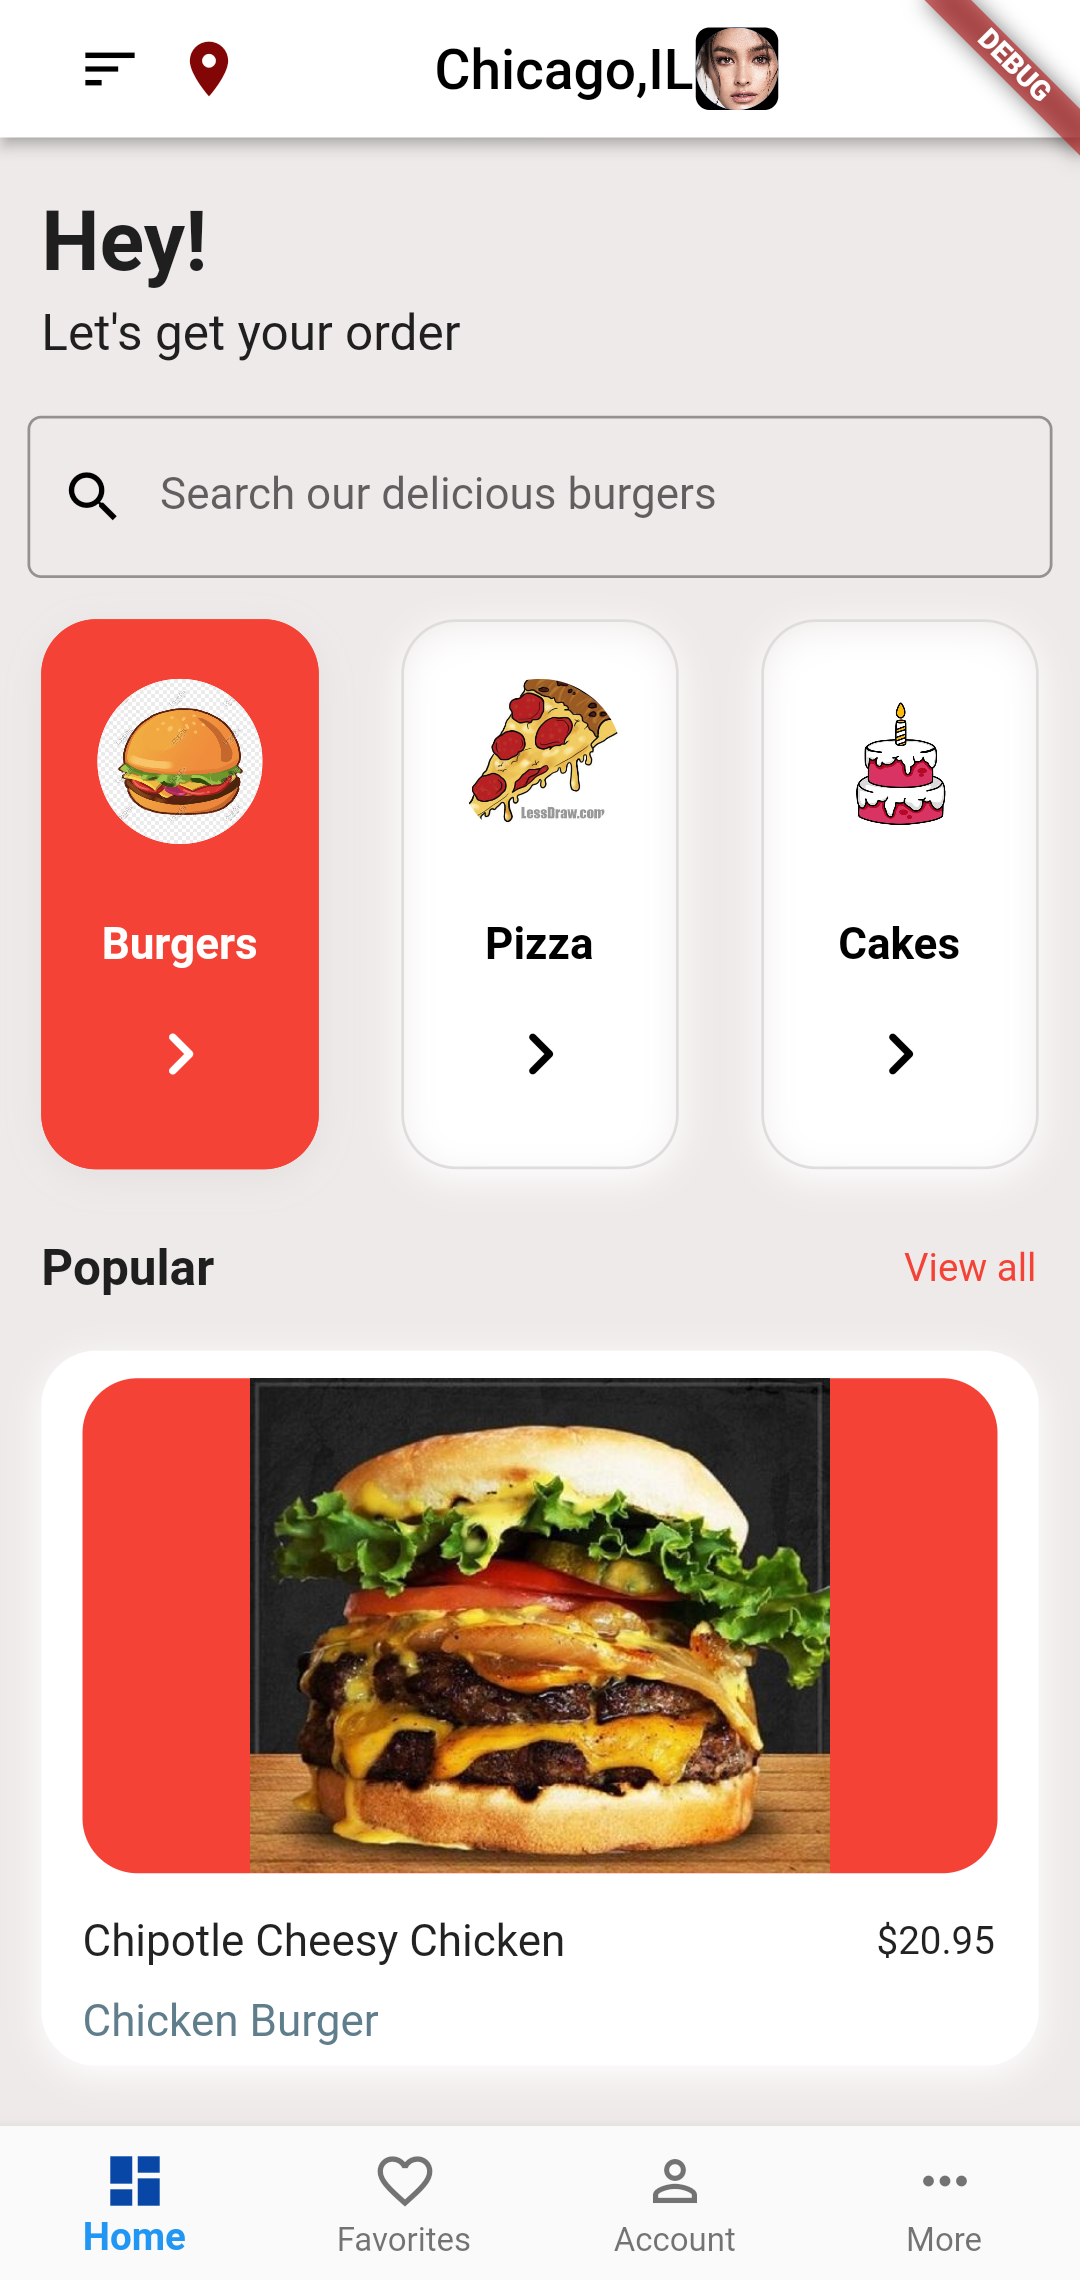 Chicago,IL
DEBUG
Hey!
Let's get your order
Search our delicious burgers
LessDraw.com
Burgers
Pizza
Cakes
Popular
View all
Chipotle Cheesy Chicken
$20.95
Chicken Burger
Home
Favorites
Account
More